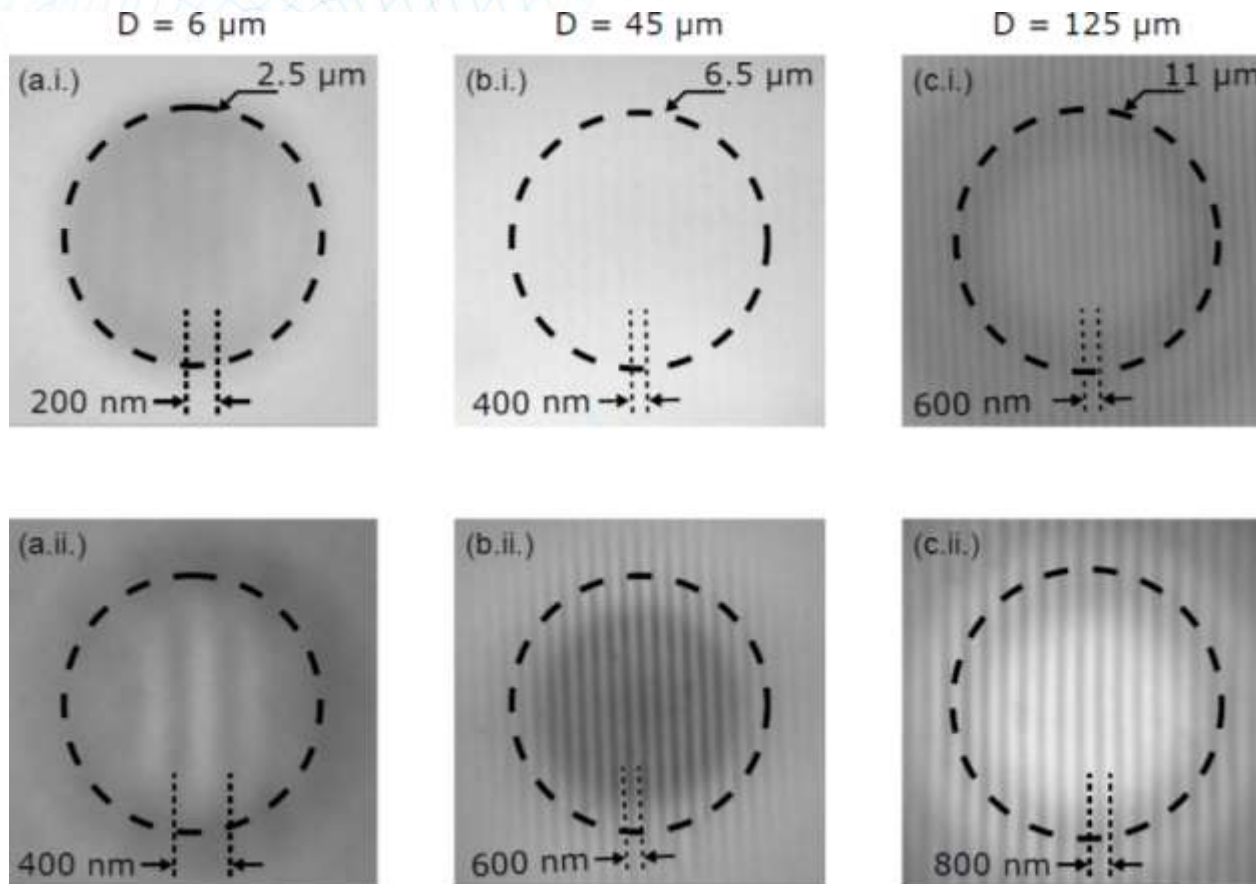 D = 6 µm
D = 45 µm
D = 125 µm
(a.i.)
2.5 µm
200 nm
(b.i.)
6.5 µm
400 nm
(c.i.)
11 µm
600 nm
(a.ii.)
400 nm
(b.ii.)
600 nm
(c.ii.)
800 nm